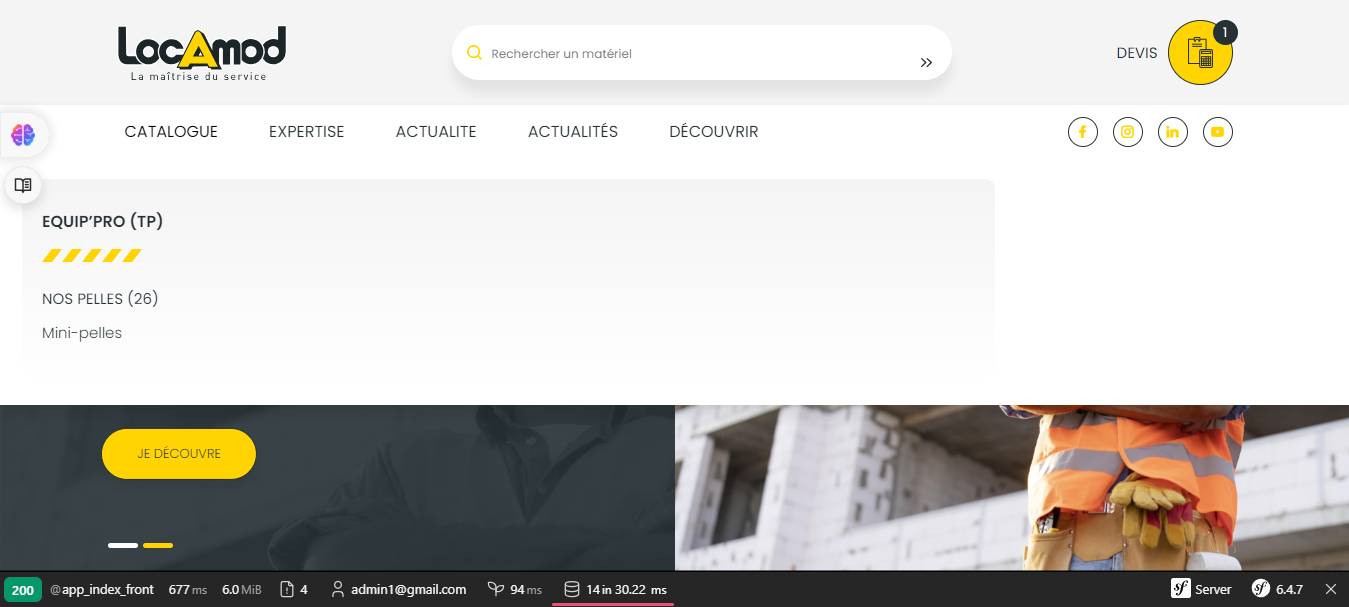 LocAmod
La maîtrise du service
Rechercher un matériel
DEVIS
1
CATALOGUE
EXPERTISE
ACTUALITE
ACTUALITÉS
DÉCOUVRIR
EQUIP’PRO (TP)
NOS PELLES (26)
Mini-pelles
JE DÉCOUVRE
200 @app_index_front 677 ms 6.0 MiB 4 admin1@gmail.com 94 ms 14 in 30.22 ms sf Server sf 6.4.7